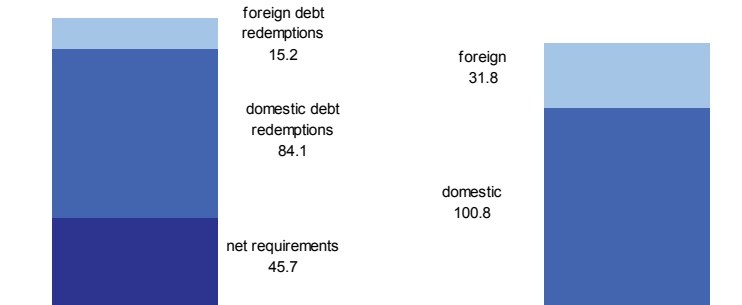 foreign debt
redemptions
15.2
domestic debt
redemptions
84.1
net requirements
45.7
foreign
31.8
domestic
100.8